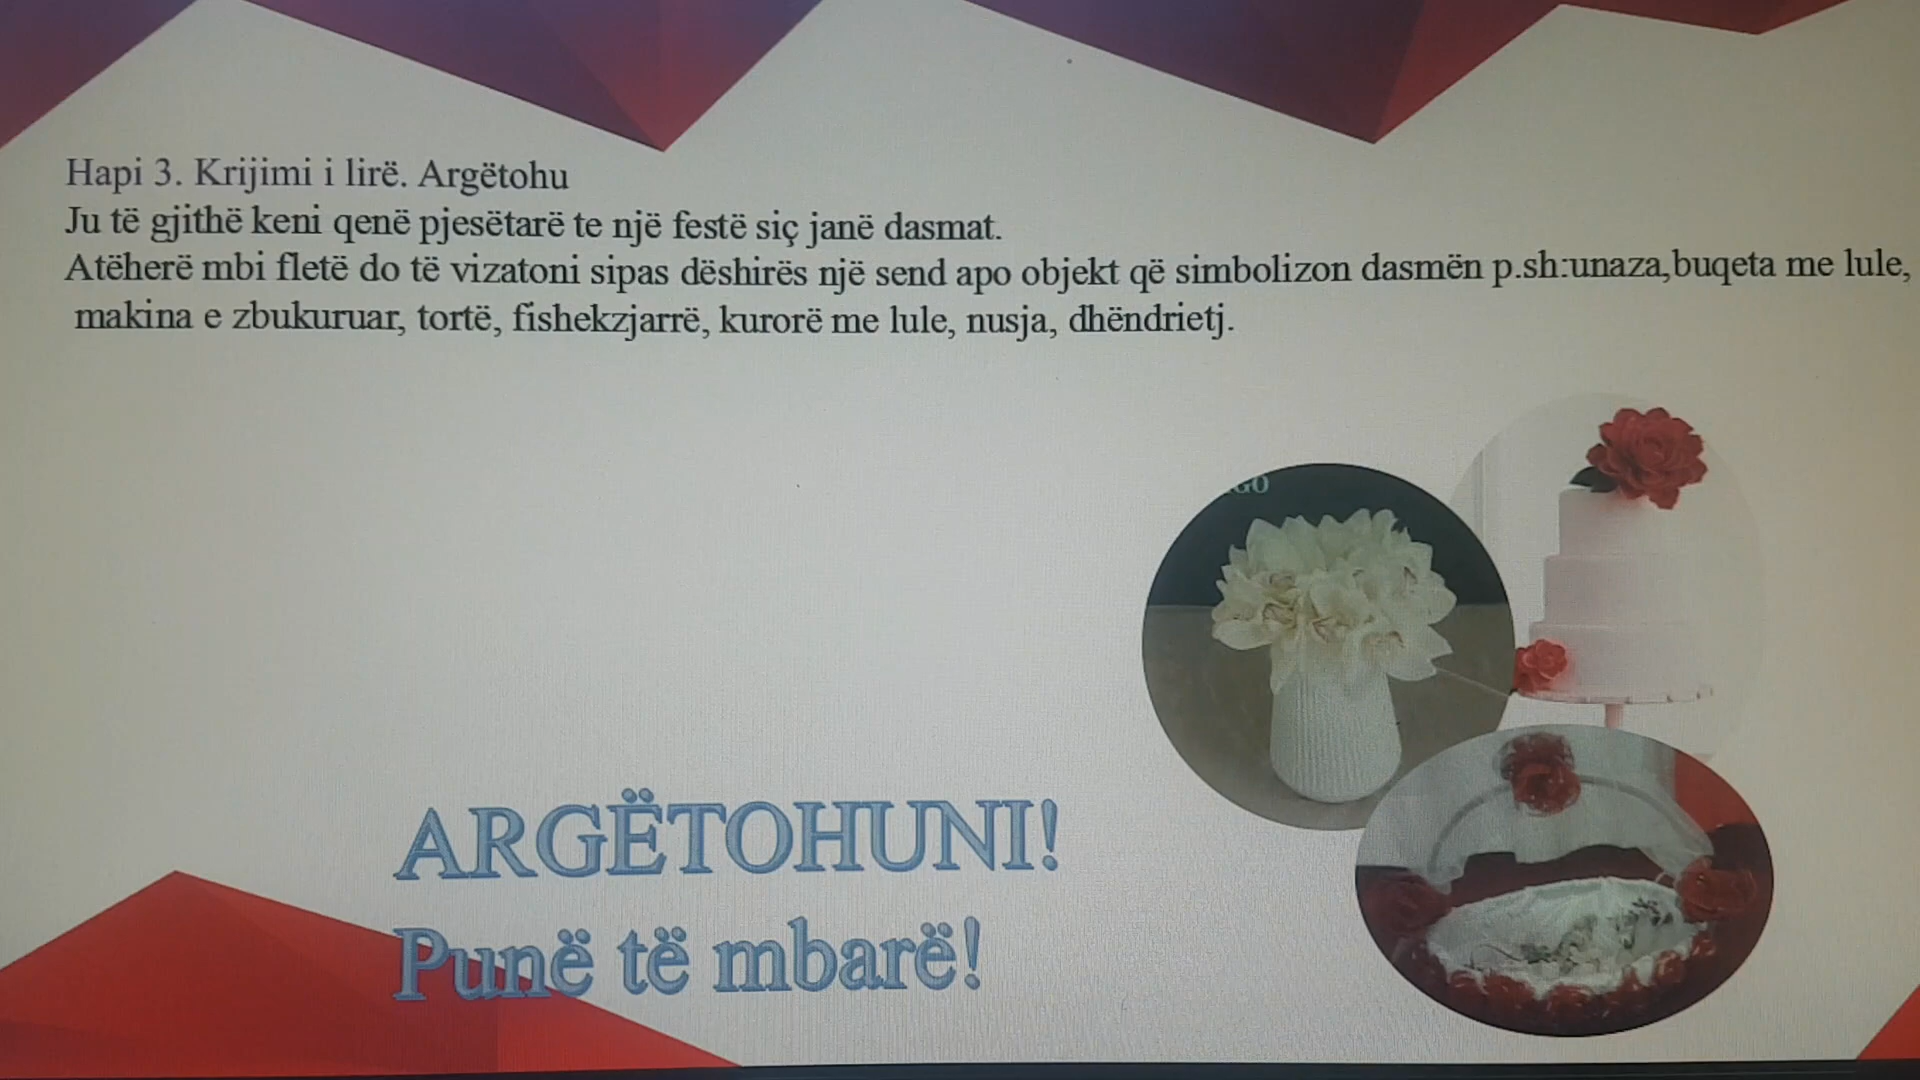 Hapi 3. Krijimi i lirë. Argëtohu
Ju të gjithë keni qenë pjesëtarë te një festë siç janë dasmat.
Atëherë mbi fletë do të vizatoni sipas dëshirës një send apo objekt që simbolizon dasmën p.sh:unaza,buqeta me lule,
makina e zbukuruar, tortë, fishekzjarrë, kurorë me lule, nusja, dhëndrietj.
ARGËTOHUNI!
Punë të mbarë!